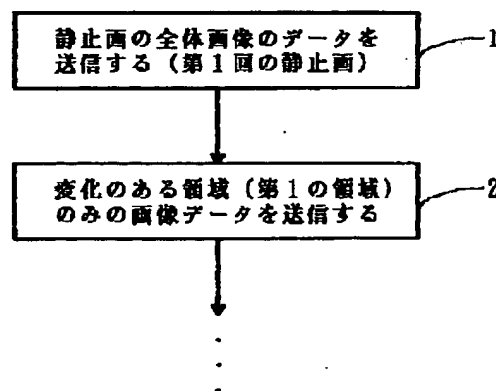 静止画の全体画像のデータを
送信する(第1回の静止画)
1
変化のある領域(第1の領域)
のみの画像データを送信する
2